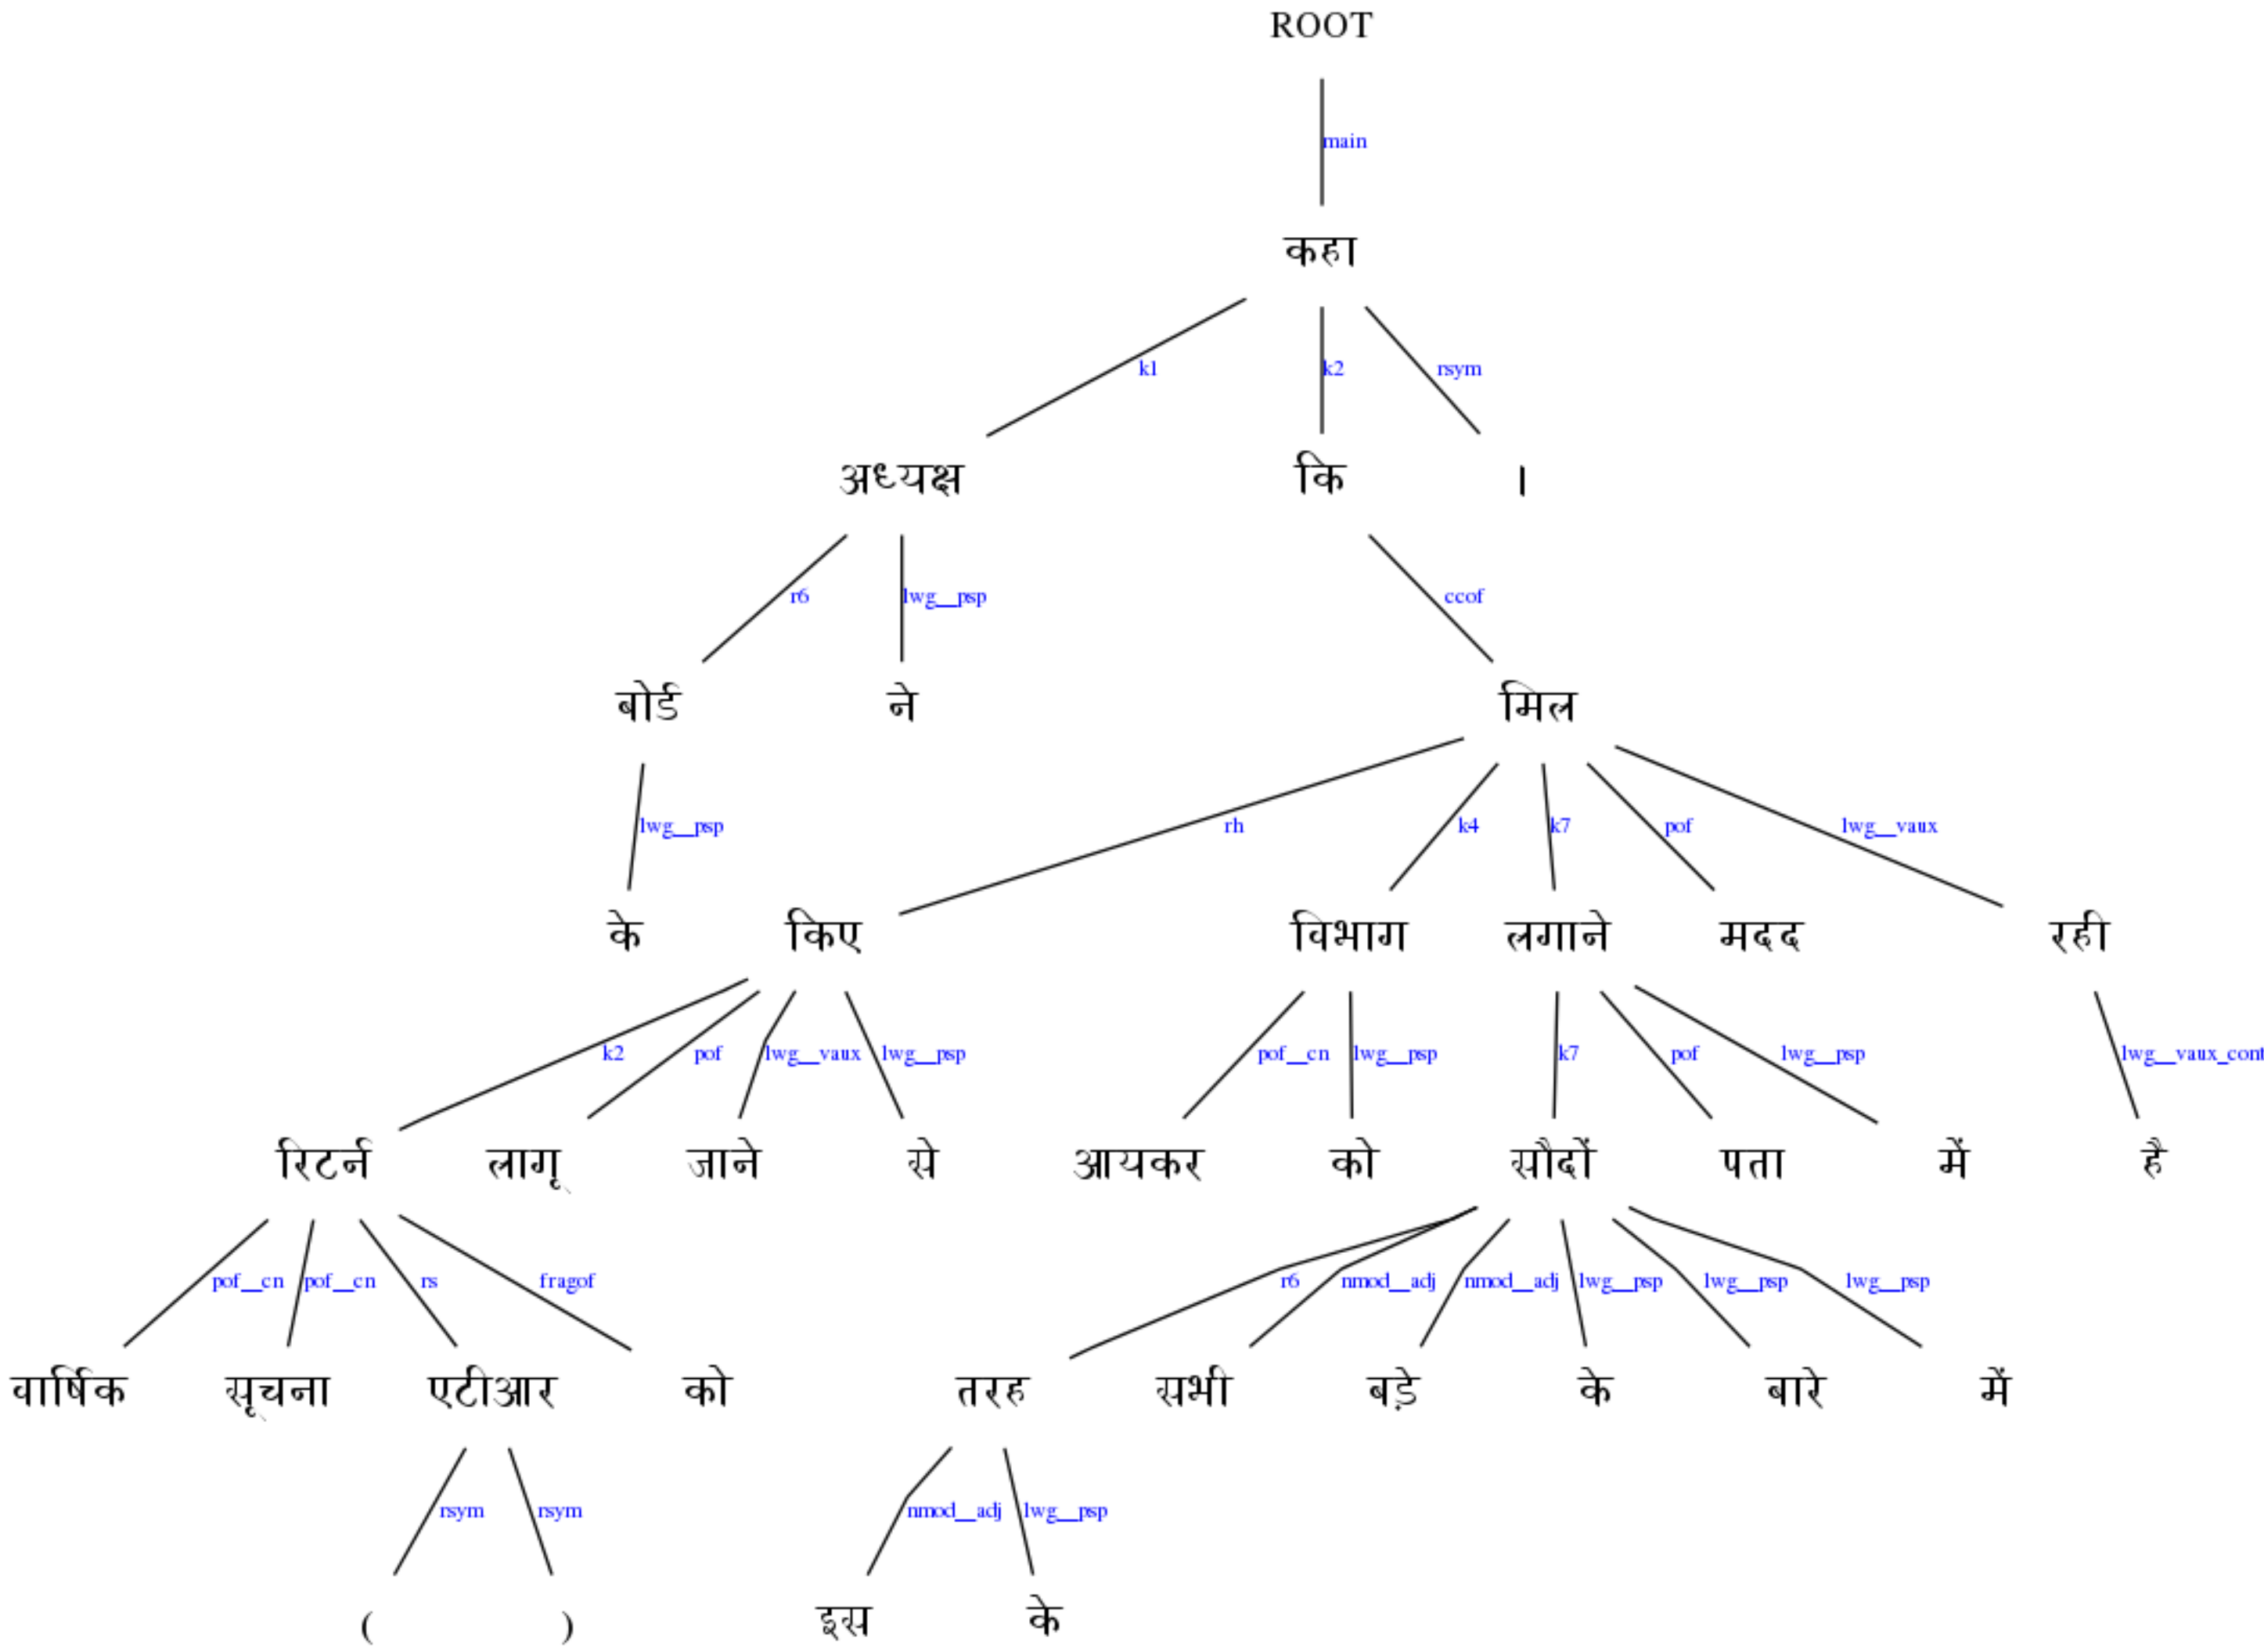 ROOT
main
कहा
k1 k2 rsym
अध्यक्ष कि ।
r6 lwg__psp ccof
बोर्ड ने मिल
lwg__psp rh k4 k7 pof lwg__vaux
के किए विभाग लगाने मदद रही
k2 pof lwg__vaux lwg__psp pof__cn lwg__psp k7 pof lwg__psp lwg__vaux_cont
रिटर्न लागू जाने से आयकर को सौदों पता में है
pof__cn pof__cn rs fragof r6 nmod__adj nmod__adj lwg__psp lwg__psp lwg__psp
वार्षिक सूचना एटीआर को तरह सभी बड़े के बारे में
rsym rsym nmod__adj lwg__psp
( ) इस के